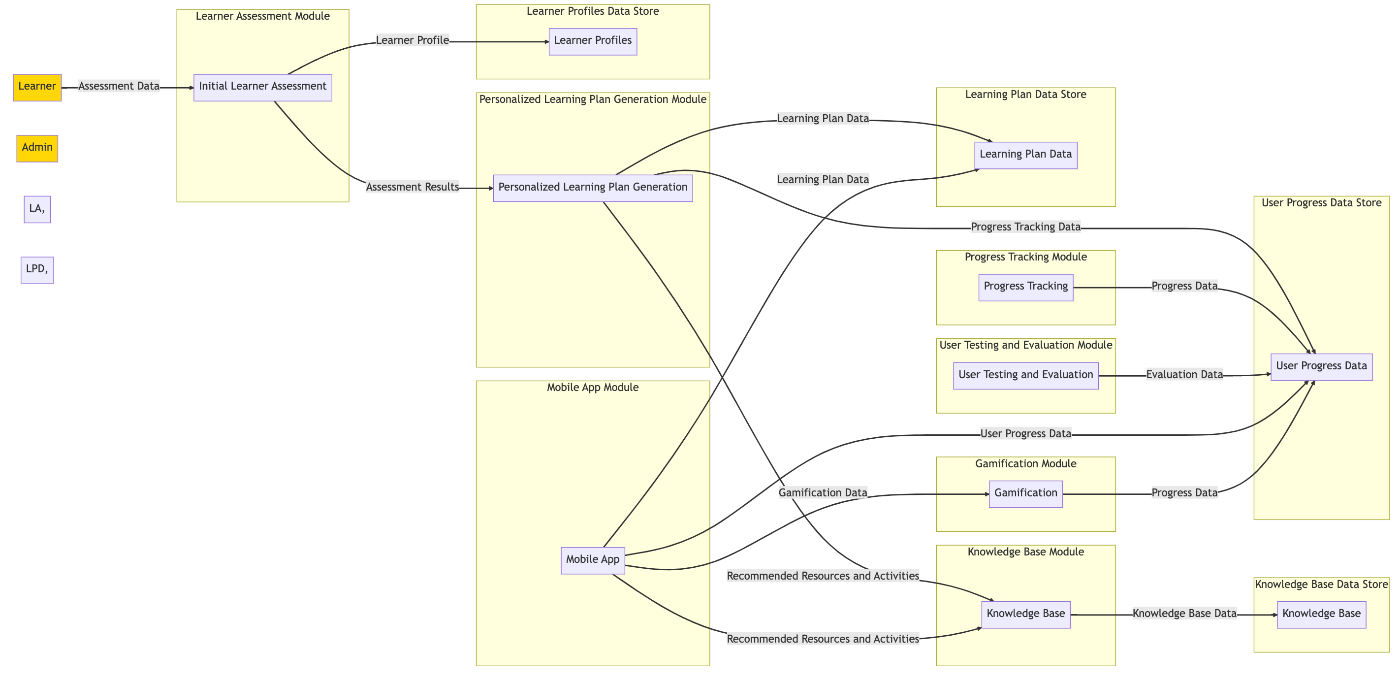 Learner
Assessment Data
Admin
LA,
LPD,
Learner Assessment Module
Initial Learner Assessment
Learner Profile
Assessment Results
Learner Profiles Data Store
Learner Profiles
Personalized Learning Plan Generation Module
Personalized Learning Plan Generation
Mobile App Module
Mobile App
Learning Plan Data
Learning Plan Data
Gamification Data
Recommended Resources and Activities
Recommended Resources and Activities
Learning Plan Data Store
Learning Plan Data
Progress Tracking Data
Progress Tracking Module
Progress Tracking
User Testing and Evaluation Module
User Testing and Evaluation
User Progress Data
Gamification Module
Gamification
Knowledge Base Module
Knowledge Base
Progress Data
Evaluation Data
Progress Data
Knowledge Base Data
User Progress Data Store
User Progress Data
Knowledge Base Data Store
Knowledge Base